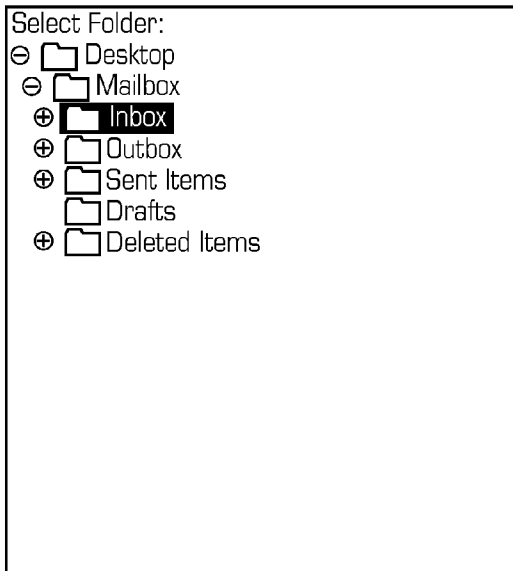 Select Folder:
Desktop
Mailbox
Inbox
Outbox
Sent Items
Drafts
Deleted Items